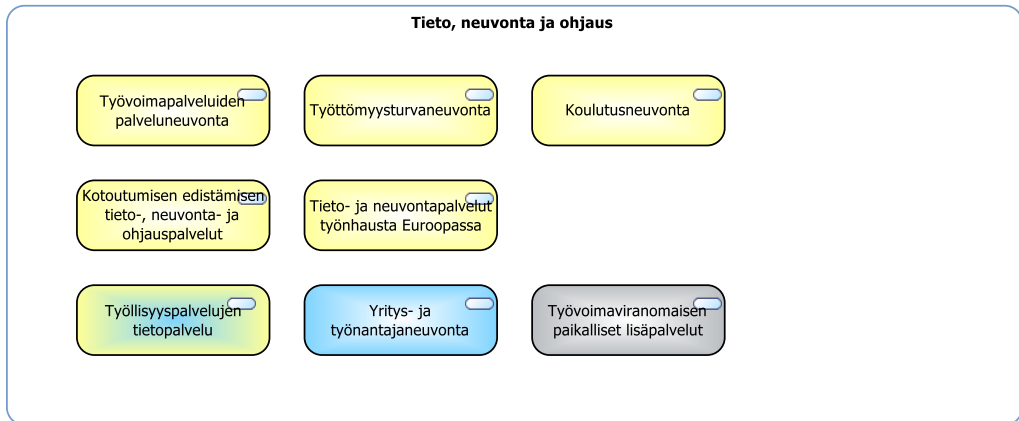 Tieto, neuvonta ja ohjaus
Työvoimapalveluiden
palveluneuvonta
Työttömyysturvaneuvonta
Koulutusneuvonta
Kotoutumisen edistämisen
tieto-, neuvonta- ja
ohjauspalvelut
Tieto- ja neuvontapalvelut
työnhausta Euroopassa
Työllisyyspalvelujen
tietopalvelu
Yritys- ja
työnantajaneuvonta
Työvoimaviranomaisen
paikalliset lisäpalvelut